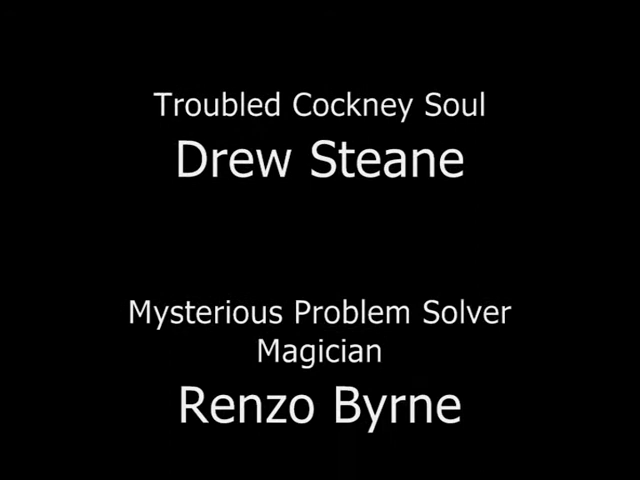 Troubled Cockney Soul
Drew Steane
Mysterious Problem Solver
Magician
Renzo Byrne